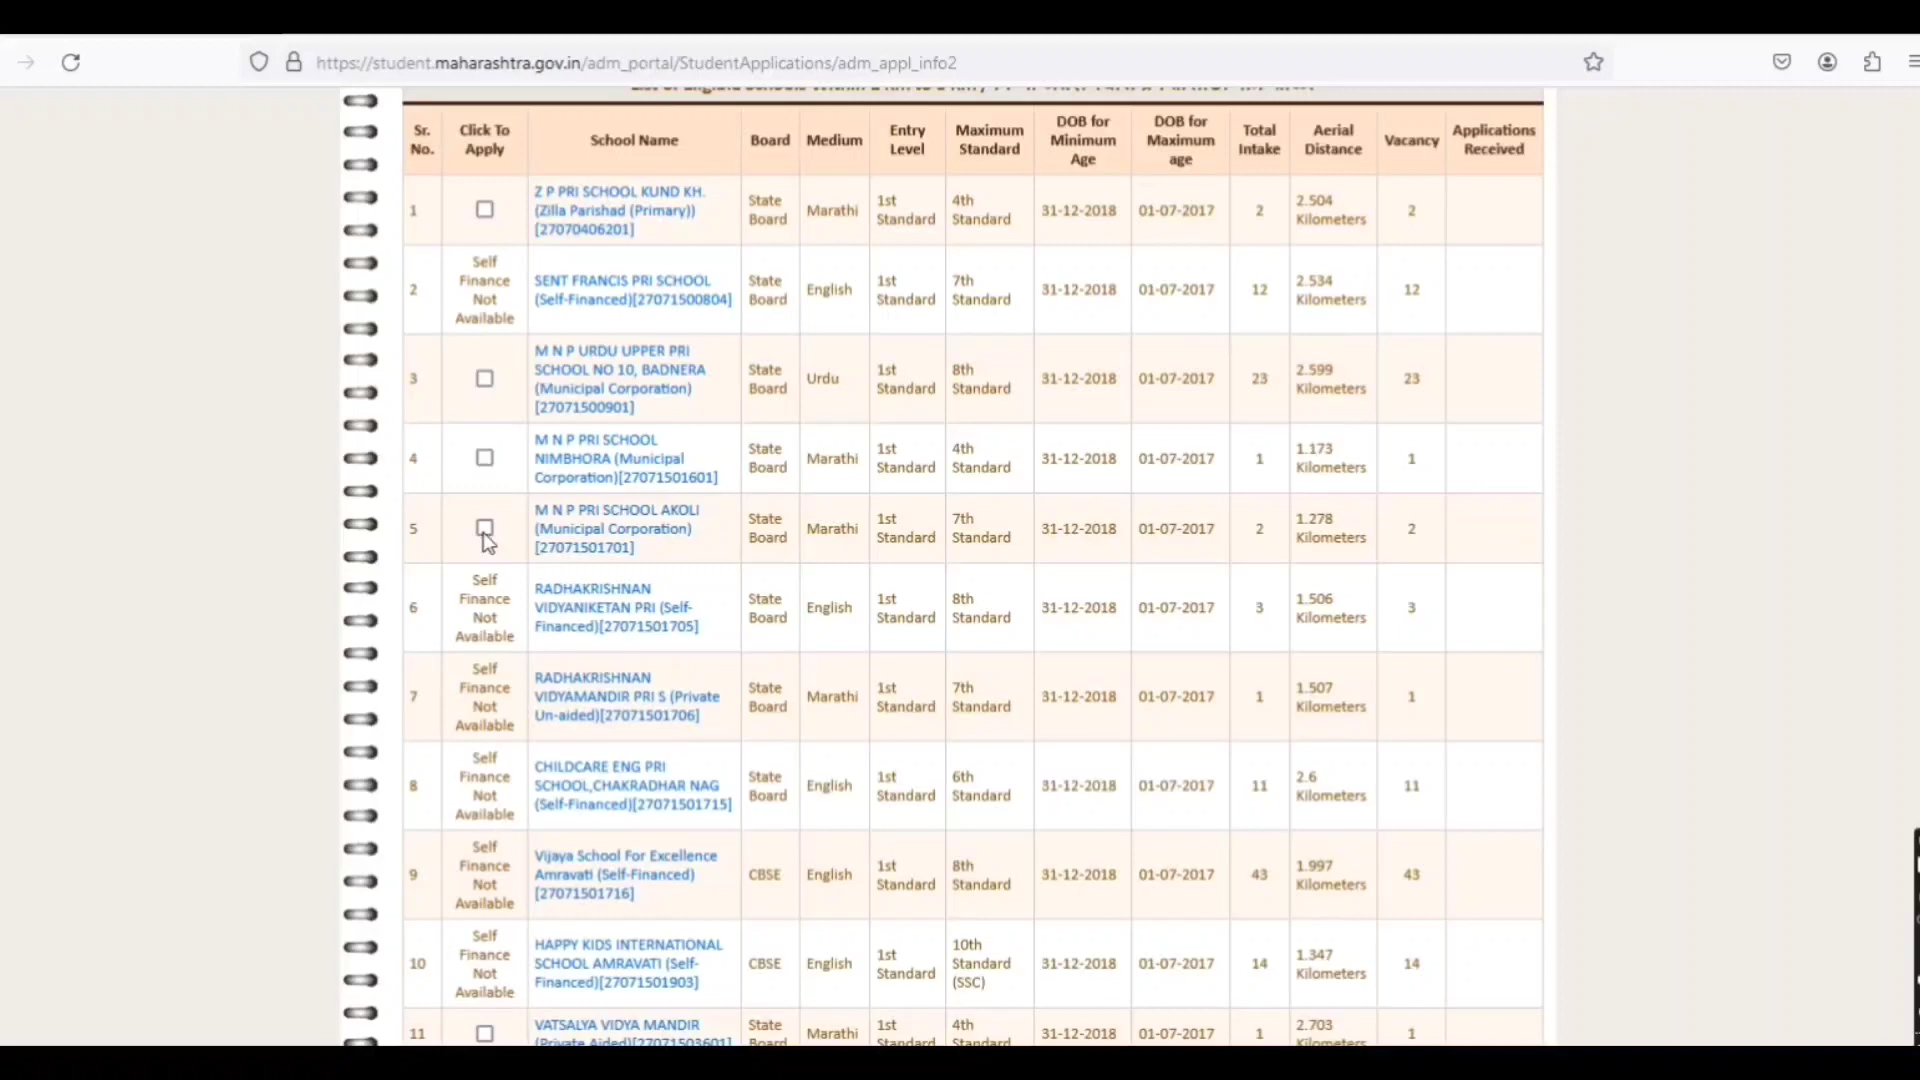 https://student.maharashtra.gov.in/adm_portal/StudentApplications/adm_appl_info2
Sr. No. Click To Apply School Name Board Medium Entry Level Maximum Standard DOB for Minimum Age DOB for Maximum age Total Intake Aerial Distance Vacancy Applications Received
1 Z P PRI SCHOOL KUND KH. (Zilla Parishad (Primary)) [27070406201] State Board Marathi 1st Standard 4th Standard 31-12-2018 01-07-2017 2 2.504 Kilometers 2
2 Self Finance Not Available SENT FRANCIS PRI SCHOOL (Self-Financed)[27071500804] State Board English 1st Standard 7th Standard 31-12-2018 01-07-2017 12 2.534 Kilometers 12
3 M N P URDU UPPER PRI SCHOOL NO 10, BADNERA (Municipal Corporation) [27071500901] State Board Urdu 1st Standard 8th Standard 31-12-2018 01-07-2017 23 2.599 Kilometers 23
4 M N P PRI SCHOOL NIMBHORA (Municipal Corporation)[27071501601] State Board Marathi 1st Standard 4th Standard 31-12-2018 01-07-2017 1 1.173 Kilometers 1
5 M N P PRI SCHOOL AKOLI (Municipal Corporation) [27071501701] State Board Marathi 1st Standard 7th Standard 31-12-2018 01-07-2017 2 1.278 Kilometers 2
6 Self Finance Not Available RADHAKRISHNAN VIDYANIKETAN PRI (Self-Financed)[27071501705] State Board English 1st Standard 8th Standard 31-12-2018 01-07-2017 3 1.506 Kilometers 3
7 Self Finance Not Available RADHAKRISHNAN VIDYAMANDIR PRI S (Private Un-aided)[27071501706] State Board Marathi 1st Standard 7th Standard 31-12-2018 01-07-2017 1 1.507 Kilometers 1
8 Self Finance Not Available CHILDCARE ENG PRI SCHOOL,CHAKRADHAR NAG (Self-Financed)[27071501715] State Board English 1st Standard 6th Standard 31-12-2018 01-07-2017 11 2.6 Kilometers 11
9 Self Finance Not Available Vijaya School For Excellence Amravati (Self-Financed) [27071501716] CBSE English 1st Standard 8th Standard 31-12-2018 01-07-2017 43 1.997 Kilometers 43
10 Self Finance Not Available HAPPY KIDS INTERNATIONAL SCHOOL AMRAVATI (Self-Financed)[27071501903] CBSE English 1st Standard 10th Standard (SSC) 31-12-2018 01-07-2017 14 1.347 Kilometers 14
11 VATSALYA VIDYA MANDIR (Private Aided)[27071503601] State Board Marathi 1st Standard 4th Standard 31-12-2018 01-07-2017 1 2.703 Kilometers 1